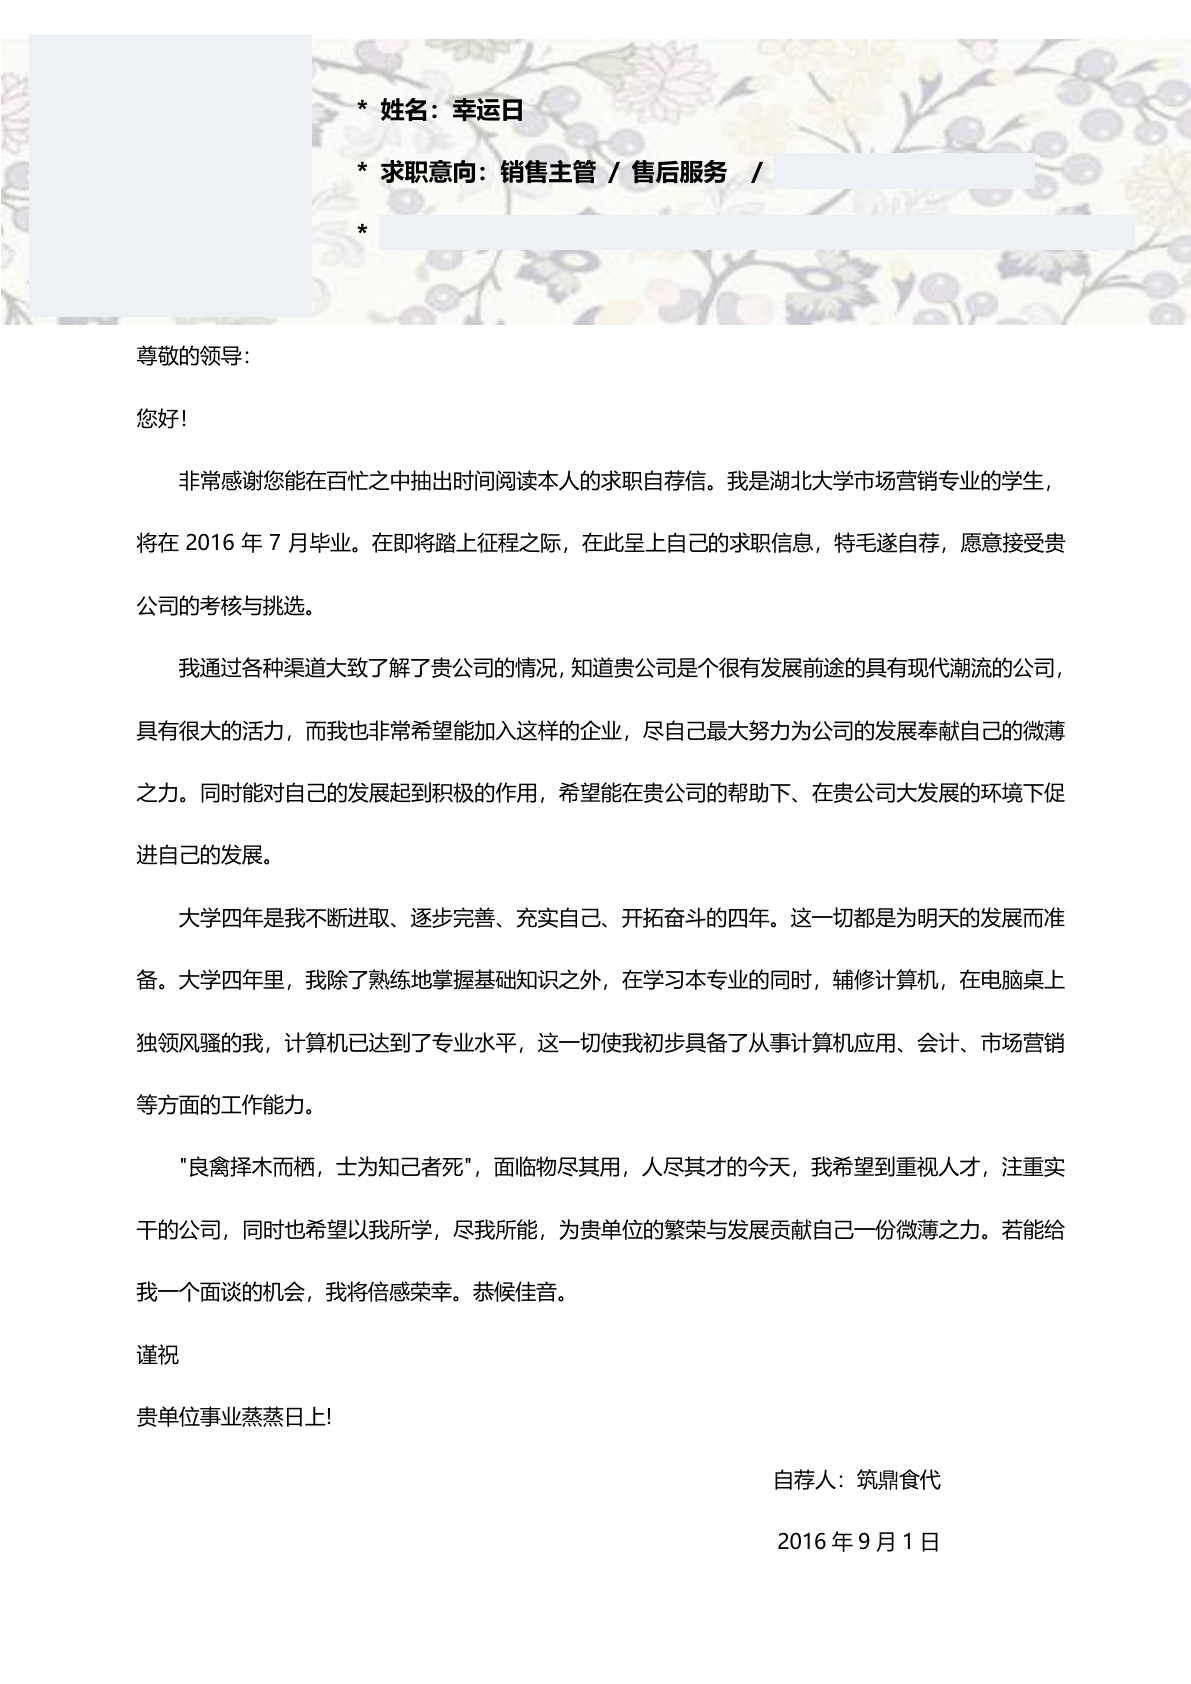 * 姓名：幸运日
* 求职意向：销售主管 / 售后服务 /
*
尊敬的领导：
您好！
非常感谢您能在百忙之中抽出时间阅读本人的求职自荐信。我是湖北大学市场营销专业的学生，
将在 2016 年 7 月毕业。在即将踏上征程之际，在此呈上自己的求职信息，特毛遂自荐，愿意接受贵
公司的考核与挑选。
我通过各种渠道大致了解了贵公司的情况，知道贵公司是个很有发展前途的具有现代潮流的公司，
具有很大的活力，而我也非常希望能加入这样的企业，尽自己最大努力为公司的发展奉献自己的微薄
之力。同时能对自己的发展起到积极的作用，希望能在贵公司的帮助下、在贵公司大发展的环境下促
进自己的发展。
大学四年是我不断进取、逐步完善、充实自己、开拓奋斗的四年。这一切都是为明天的发展而准
备。大学四年里，我除了熟练地掌握基础知识之外，在学习本专业的同时，辅修计算机，在电脑桌上
独领风骚的我，计算机已达到了专业水平，这一切使我初步具备了从事计算机应用、会计、市场营销
等方面的工作能力。
"良禽择木而栖，士为知己者死"，面临物尽其用，人尽其才的今天，我希望到重视人才，注重实
干的公司，同时也希望以我所学，尽我所能，为贵单位的繁荣与发展贡献自己一份微薄之力。若能给
我一个面谈的机会，我将倍感荣幸。恭候佳音。
谨祝
贵单位事业蒸蒸日上!
自荐人：筑鼎食代
2016 年 9 月 1 日